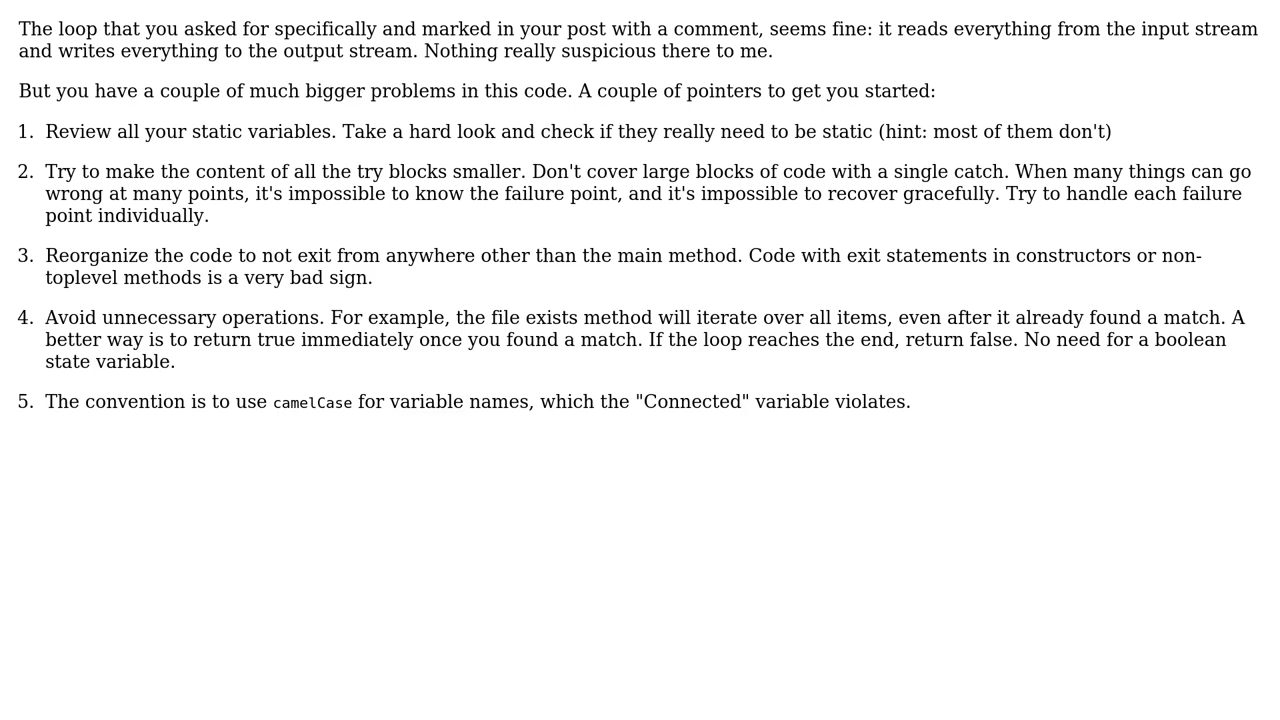 The loop that you asked for specifically and marked in your post with a comment, seems fine: it reads everything from the input stream
and writes everything to the output stream. Nothing really suspicious there to me.
But you have a couple of much bigger problems in this code. A couple of pointers to get you started:
1. Review all your static variables. Take a hard look and check if they really need to be static (hint: most of them don't)
2. Try to make the content of all the try blocks smaller. Don't cover large blocks of code with a single catch. When many things can go
wrong at many points, it's impossible to know the failure point, and it's impossible to recover gracefully. Try to handle each failure
point individually.
3. Reorganize the code to not exit from anywhere other than the main method. Code with exit statements in constructors or non-
toplevel methods is a very bad sign.
4. Avoid unnecessary operations. For example, the file exists method will iterate over all items, even after it already found a match. A
better way is to return true immediately once you found a match. If the loop reaches the end, return false. No need for a boolean
state variable.
5. The convention is to use camelCase for variable names, which the "Connected" variable violates.